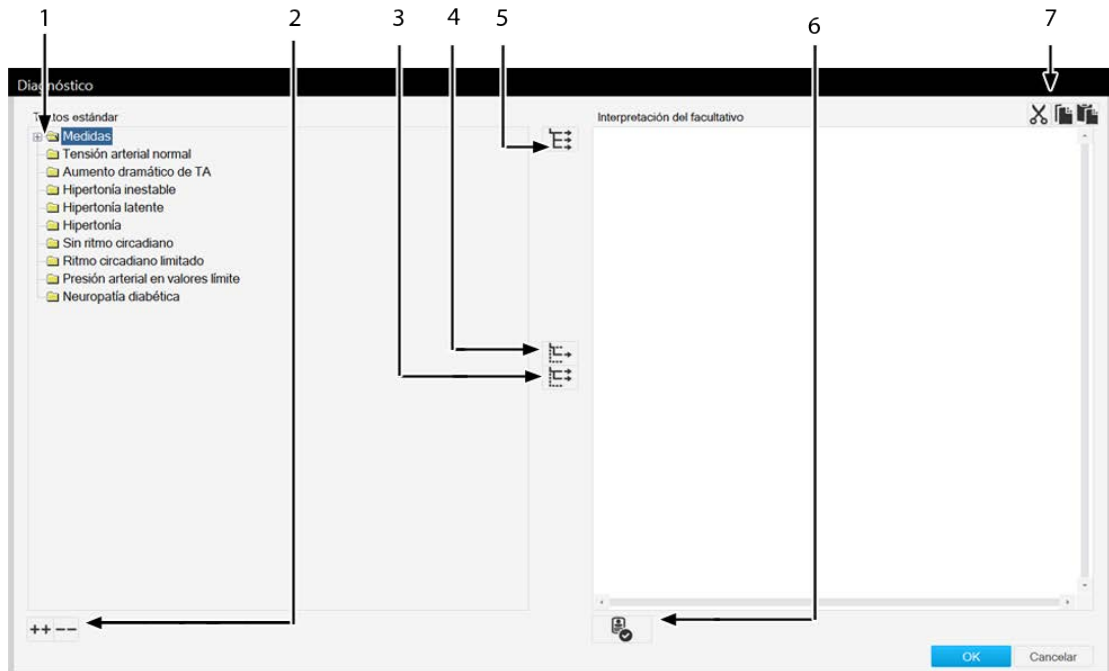 1 2 3 4 5 6 7
Diagnóstico
Textos estándar
Interpretación del facultativo
Medidas
Tensión arterial normal
Aumento dramático de TA
Hipertonía inestable
Hipertonía latente
Hipertonía
Sin ritmo circadiano
Ritmo circadiano limitado
Presión arterial en valores límite
Neuropatía diabética
++ --
OK Cancelar